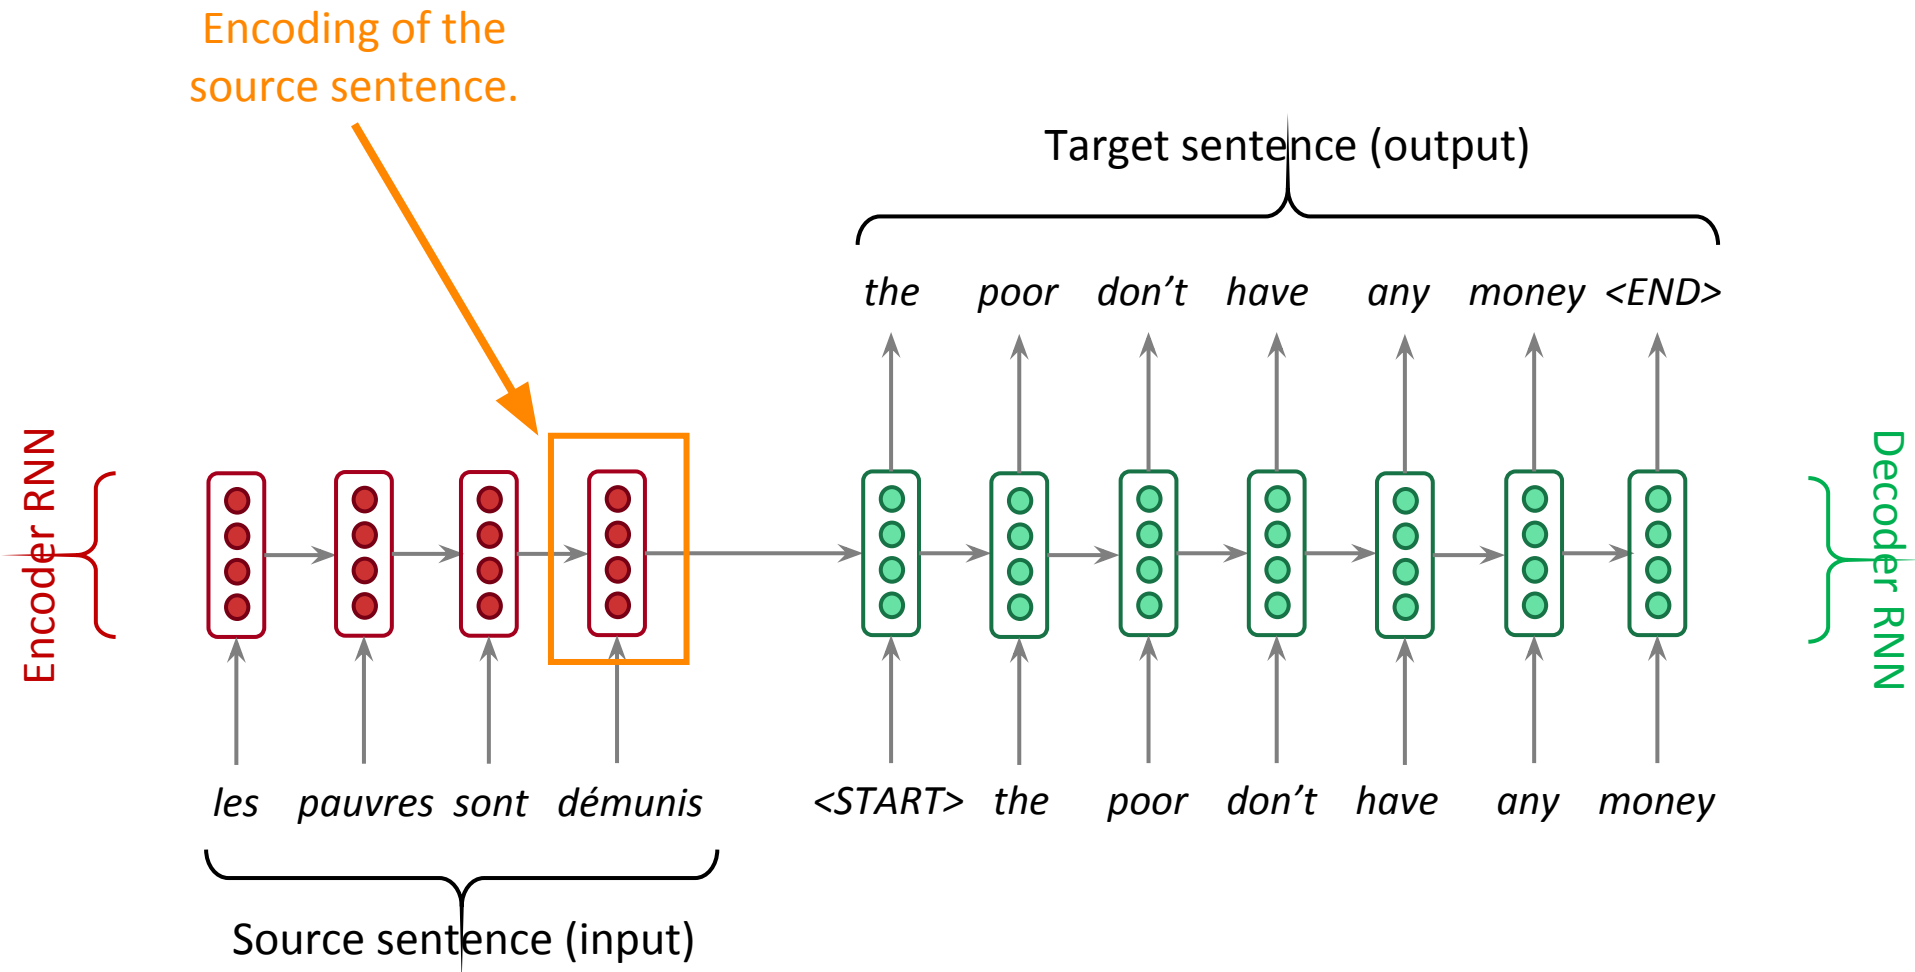 Encoding of the
source sentence.
Target sentence (output)
the poor don’t have any money <END>
Encoder RNN
Decoder RNN
les pauvres sont démunis <START> the poor don’t have any money
Source sentence (input)